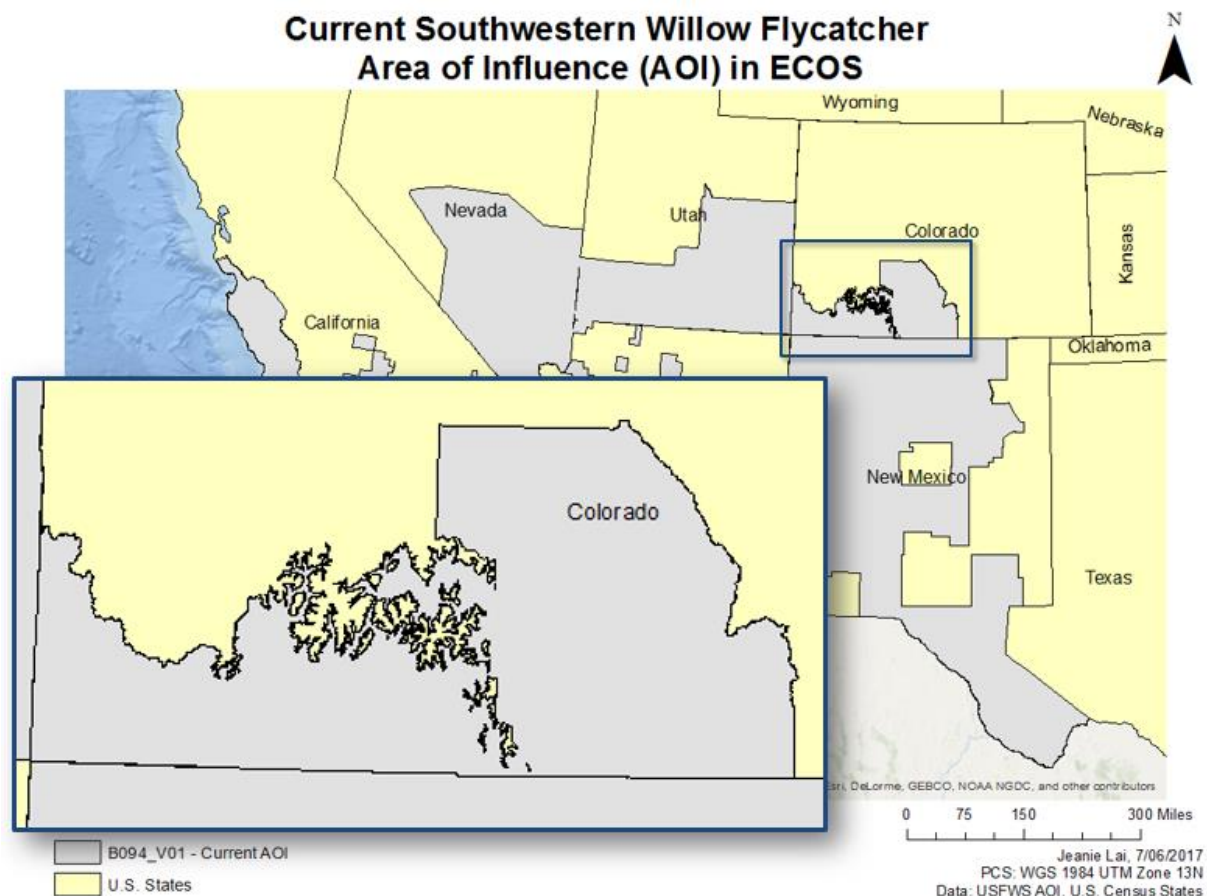 Current Southwestern Willow Flycatcher
Area of Influence (AOI) in ECOS
N
Wyoming
Nebraska
Nevada
Utah
Colorado
Kansas
California
Oklahoma
New Mexico
Colorado
Texas
Esri, DeLorme, GEBCO, NOAA NGDC, and other contributors
0 75 150 300 Miles
B094_V01 - Current AOI
U.S. States
Jeanie Lai, 7/06/2017
PCS: WGS 1984 UTM Zone 13N
Data: USFWS AOI, U.S. Census States